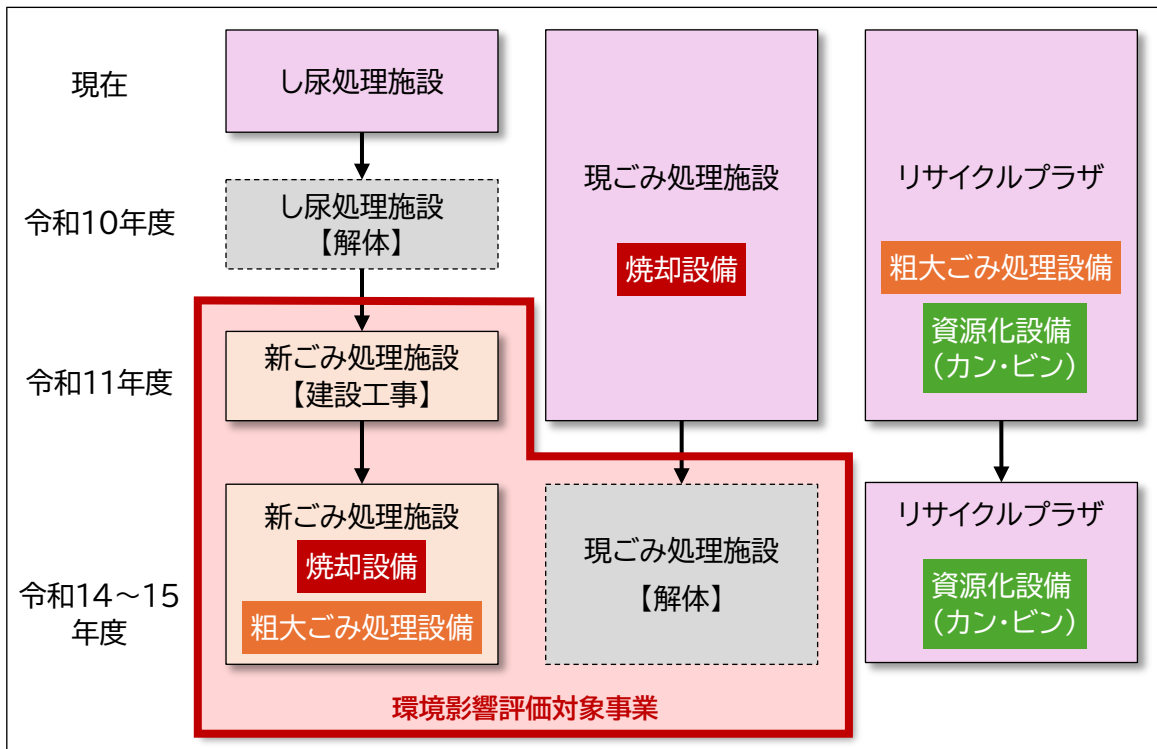 現在
し尿処理施設
現ごみ処理施設
焼却設備
リサイクルプラザ
粗大ごみ処理設備
資源化設備
(カン・ビン)
令和10年度
し尿処理施設
【解体】
令和11年度
新ごみ処理施設
【建設工事】
令和14～15
年度
新ごみ処理施設
焼却設備
粗大ごみ処理設備
現ごみ処理施設
【解体】
リサイクルプラザ
資源化設備
(カン・ビン)
環境影響評価対象事業